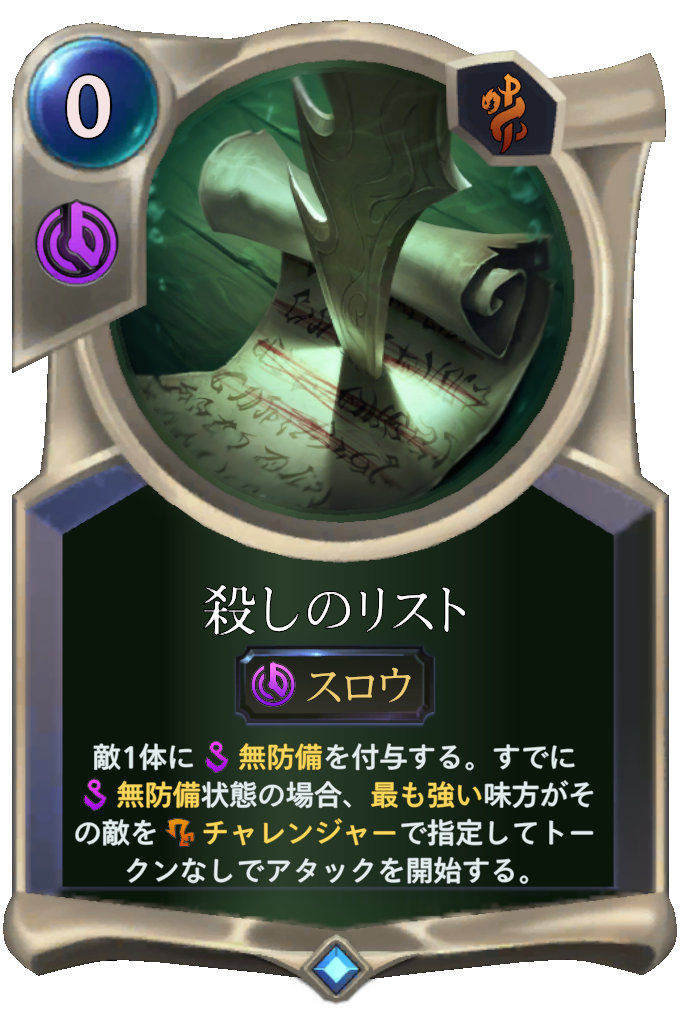 0
殺しのリスト
スロウ
敵1体に 無防備を付与する。すでに
無防備状態の場合、最も強い味方がそ
の敵を チャレンジャーで指定してトー
クンなしでアタックを開始する。